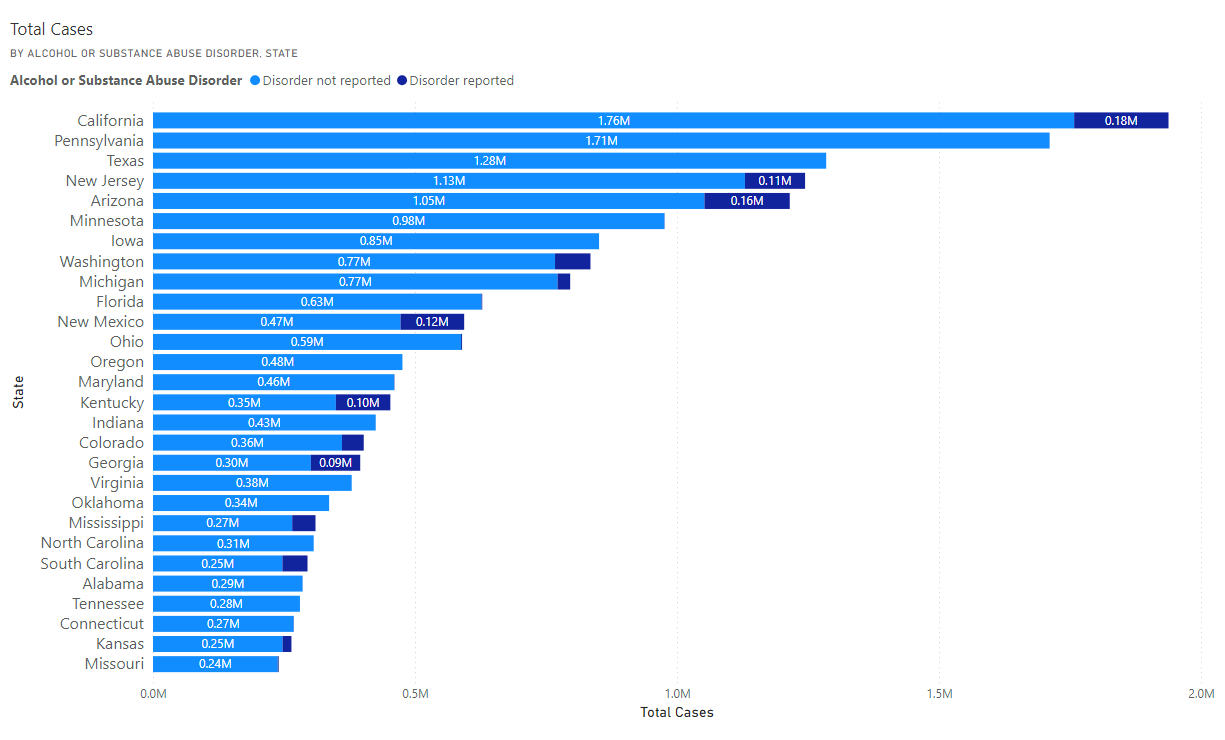 Total Cases
BY ALCOHOL OR SUBSTANCE ABUSE DISORDER, STATE
Alcohol or Substance Abuse Disorder Disorder not reported Disorder reported
California 1.76M 0.18M
Pennsylvania 1.71M
Texas 1.28M
New Jersey 1.13M 0.11M
Arizona 1.05M 0.16M
Minnesota 0.98M
Iowa 0.85M
Washington 0.77M
Michigan 0.77M
Florida 0.63M
New Mexico 0.47M 0.12M
Ohio 0.59M
Oregon 0.48M
Maryland 0.46M
Kentucky 0.35M 0.10M
Indiana 0.43M
Colorado 0.36M
Georgia 0.30M 0.09M
Virginia 0.38M
Oklahoma 0.34M
Mississippi 0.27M
North Carolina 0.31M
South Carolina 0.25M
Alabama 0.29M
Tennessee 0.28M
Connecticut 0.27M
Kansas 0.25M
Missouri 0.24M
State
0.0M 0.5M 1.0M 1.5M 2.0M
Total Cases